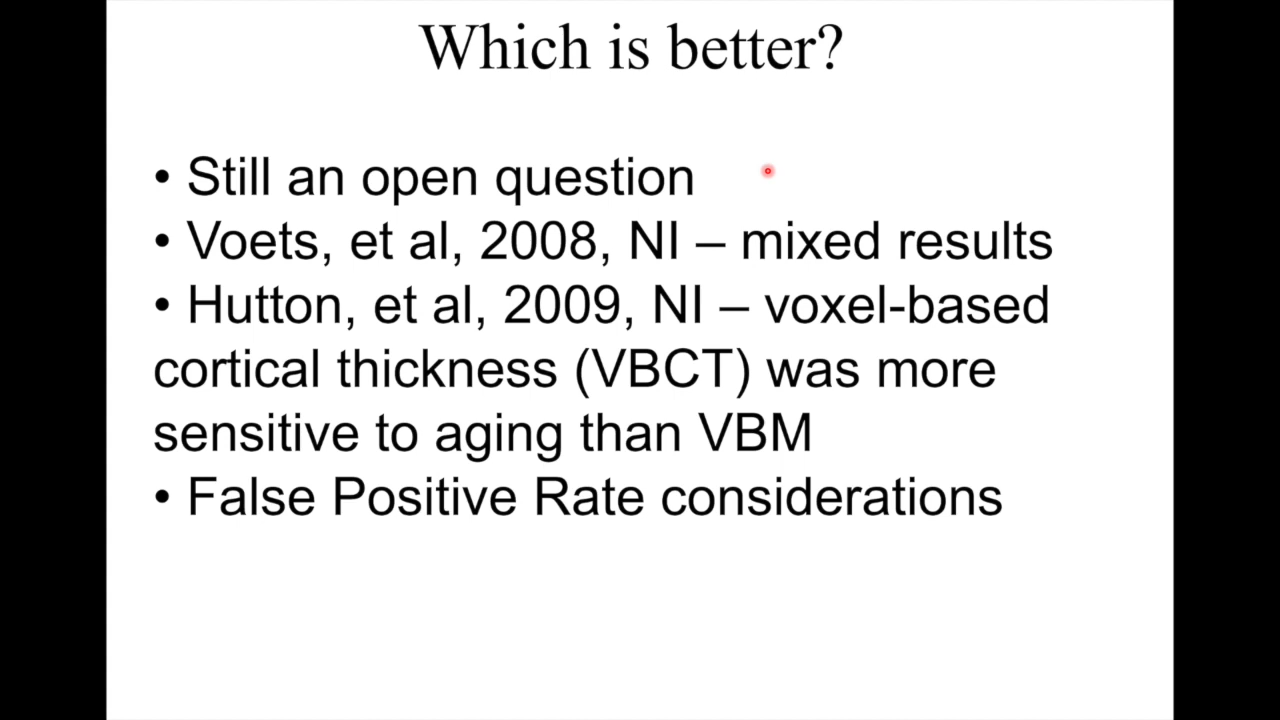 Which is better?
• Still an open question
• Voets, et al, 2008, NI – mixed results
• Hutton, et al, 2009, NI – voxel-based
cortical thickness (VBCT) was more
sensitive to aging than VBM
• False Positive Rate considerations